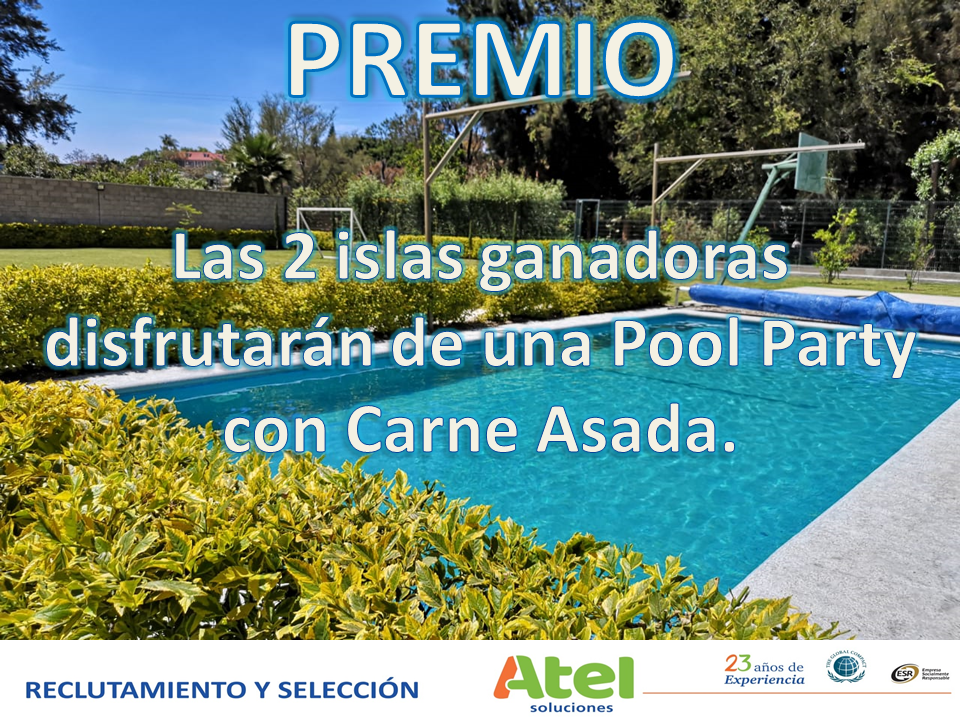 PREMIO
Las 2 islas ganadoras
disfrutarán de una Pool Party
con Carne Asada.
RECLUTAMIENTO Y SELECCIÓN
Atel
soluciones
23 años de
Experiencia
THE GLOBAL COMPACT
ESR
Empresa
Socialmente
Responsable